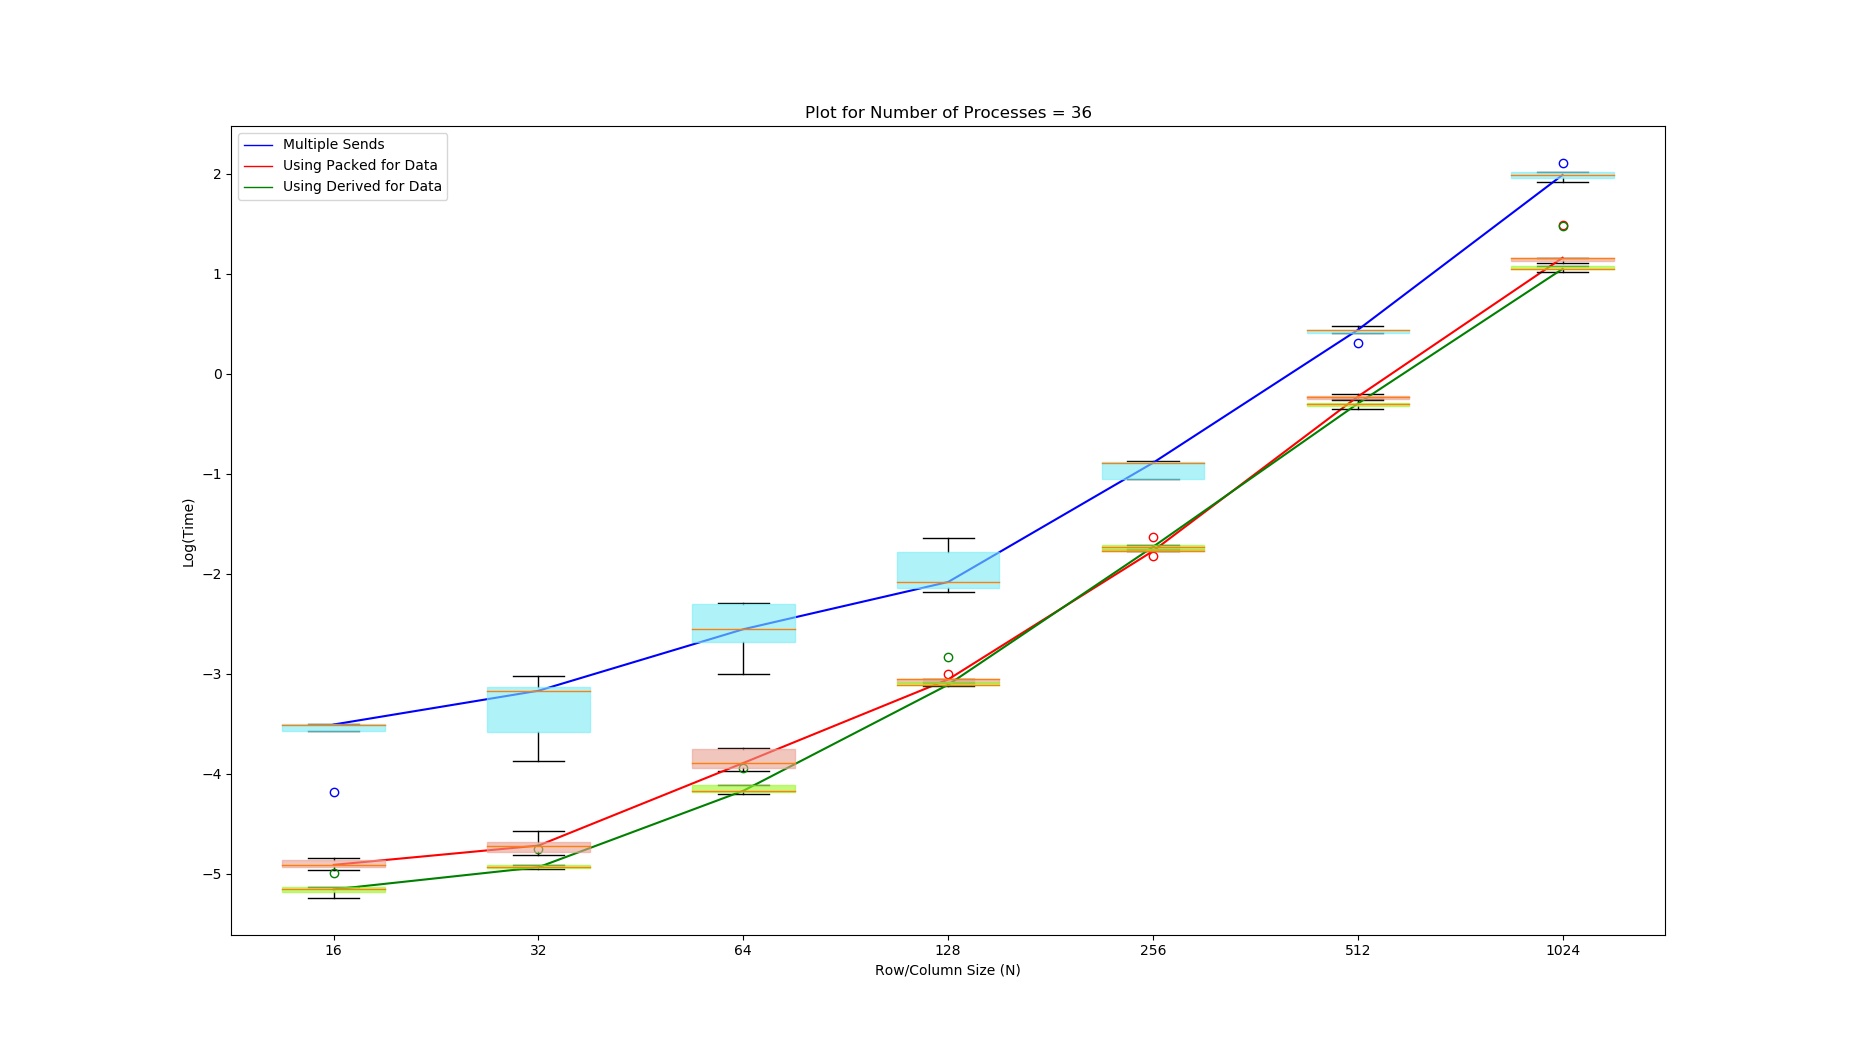 Plot for Number of Processes = 36
Multiple Sends
Using Packed for Data
Using Derived for Data
2
1
0
−1
−2
−3
−4
−5
Log(Time)
16 32 64 128 256 512 1024
Row/Column Size (N)